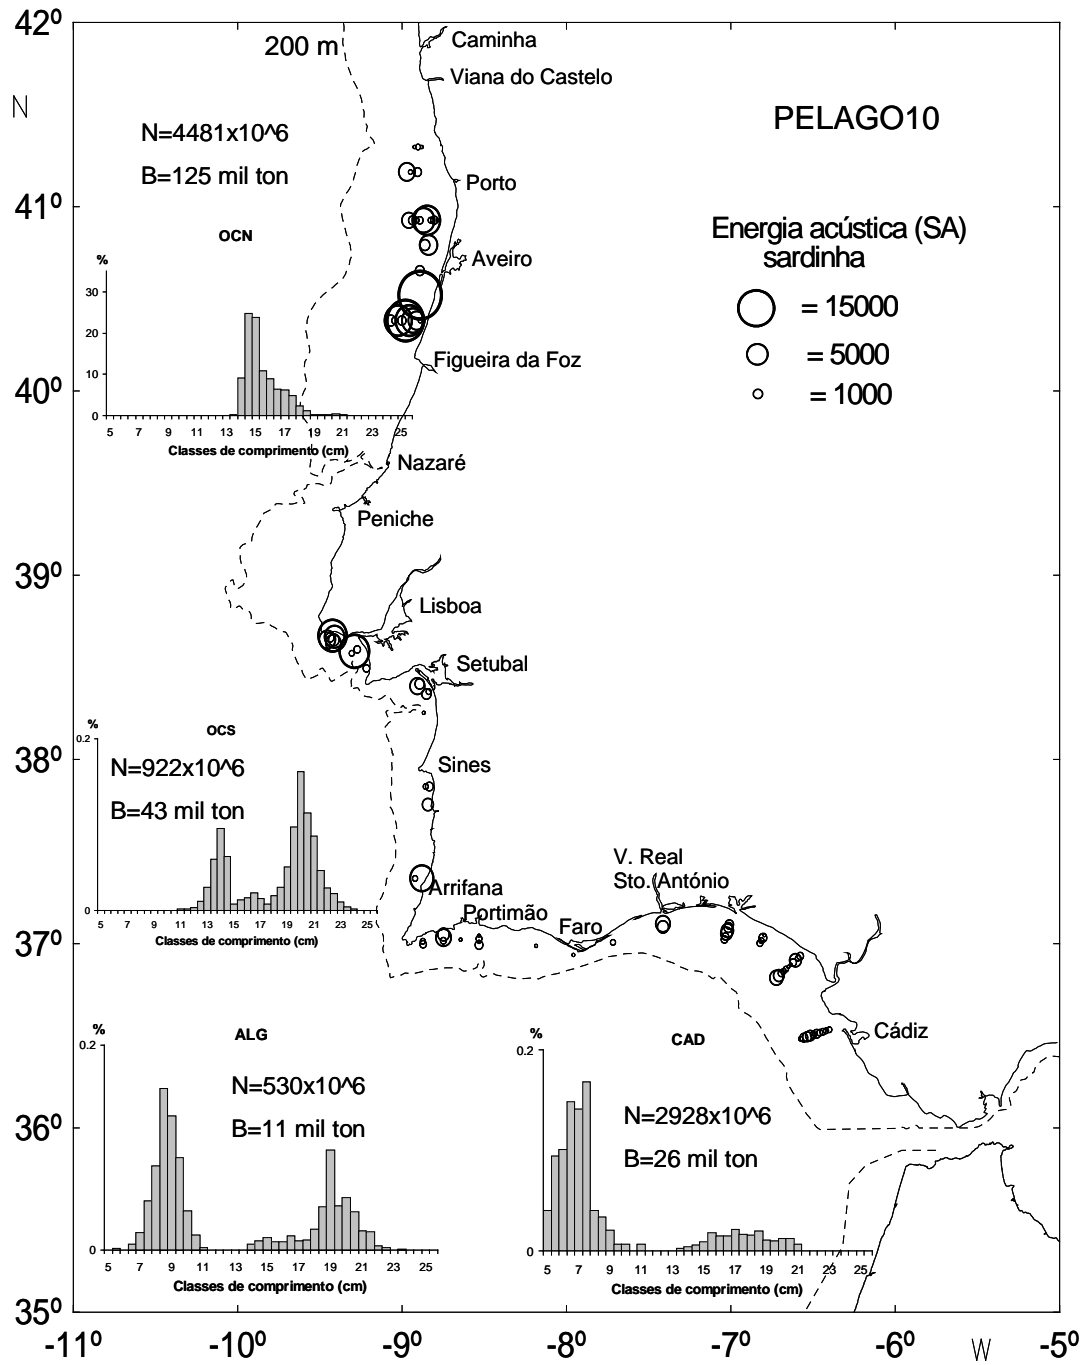 42⁰
200 m
Caminha
Viana do Castelo
N
PELAGO10
N=4481x10^6
B=125 mil ton
Porto
41⁰
OCN
Energia acústica (SA)
sardinha
Aveiro
%
30
20
10
0
= 15000
= 5000
= 1000
Figueira da Foz
40⁰
5 7 9 11 13 15 17 19 21 23 25
Classes de comprimento (cm)
Nazaré
Peniche
39⁰
Lisboa
Setubal
OCS
%
0.2
38⁰
N=922x10^6
B=43 mil ton
Sines
0
5 7 9 11 13 15 17 19 21 23 25
Classes de comprimento (cm)
Arrifana
Portimão
Faro
V. Real
Sto. António
37⁰
ALG
%
0.2
N=530x10^6
B=11 mil ton
36⁰
0
5 7 9 11 13 15 17 19 21 23 25
Classes de comprimento (cm)
CAD
%
0.2
N=2928x10^6
B=26 mil ton
Cádiz
0
5 7 9 11 13 15 17 19 21 23 25
Classes de comprimento (cm)
35⁰
-11⁰ -10⁰ -9⁰ -8⁰ -7⁰ -6⁰ W -5⁰